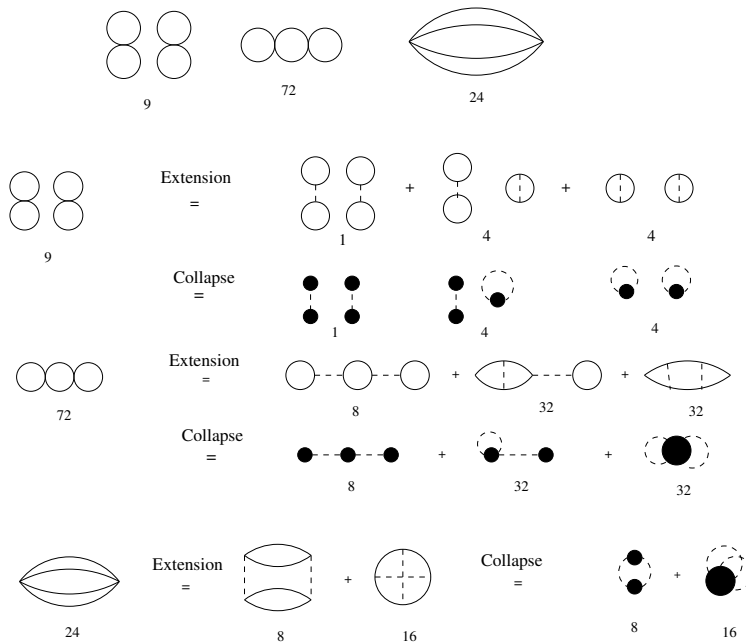 9 72 24
Extension
= + +
9 1 4 4
Collapse
=
1 4 4
Extension
= + +
72 8 32 32
Collapse
= + +
8 32 32
Extension Collapse
= + = +
24 8 16 8 16